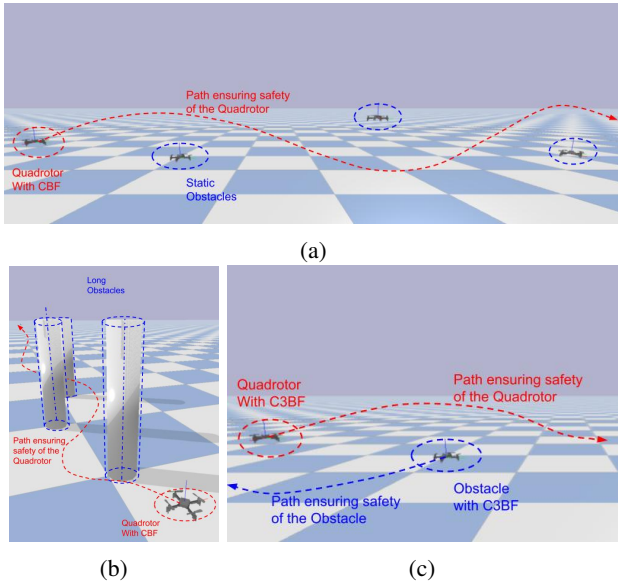 Path ensuring safety
of the Quadrotor
Quadrotor
With CBF
Static
Obstacles
(a)
Long
Obstacles
Path ensuring
safety of the
Quadrotor
Quadrotor
With CBF
(b)
Quadrotor
With C3BF
Path ensuring safety
of the Quadrotor
Path ensuring safety
of the Obstacle
Obstacle
with C3BF
(c)